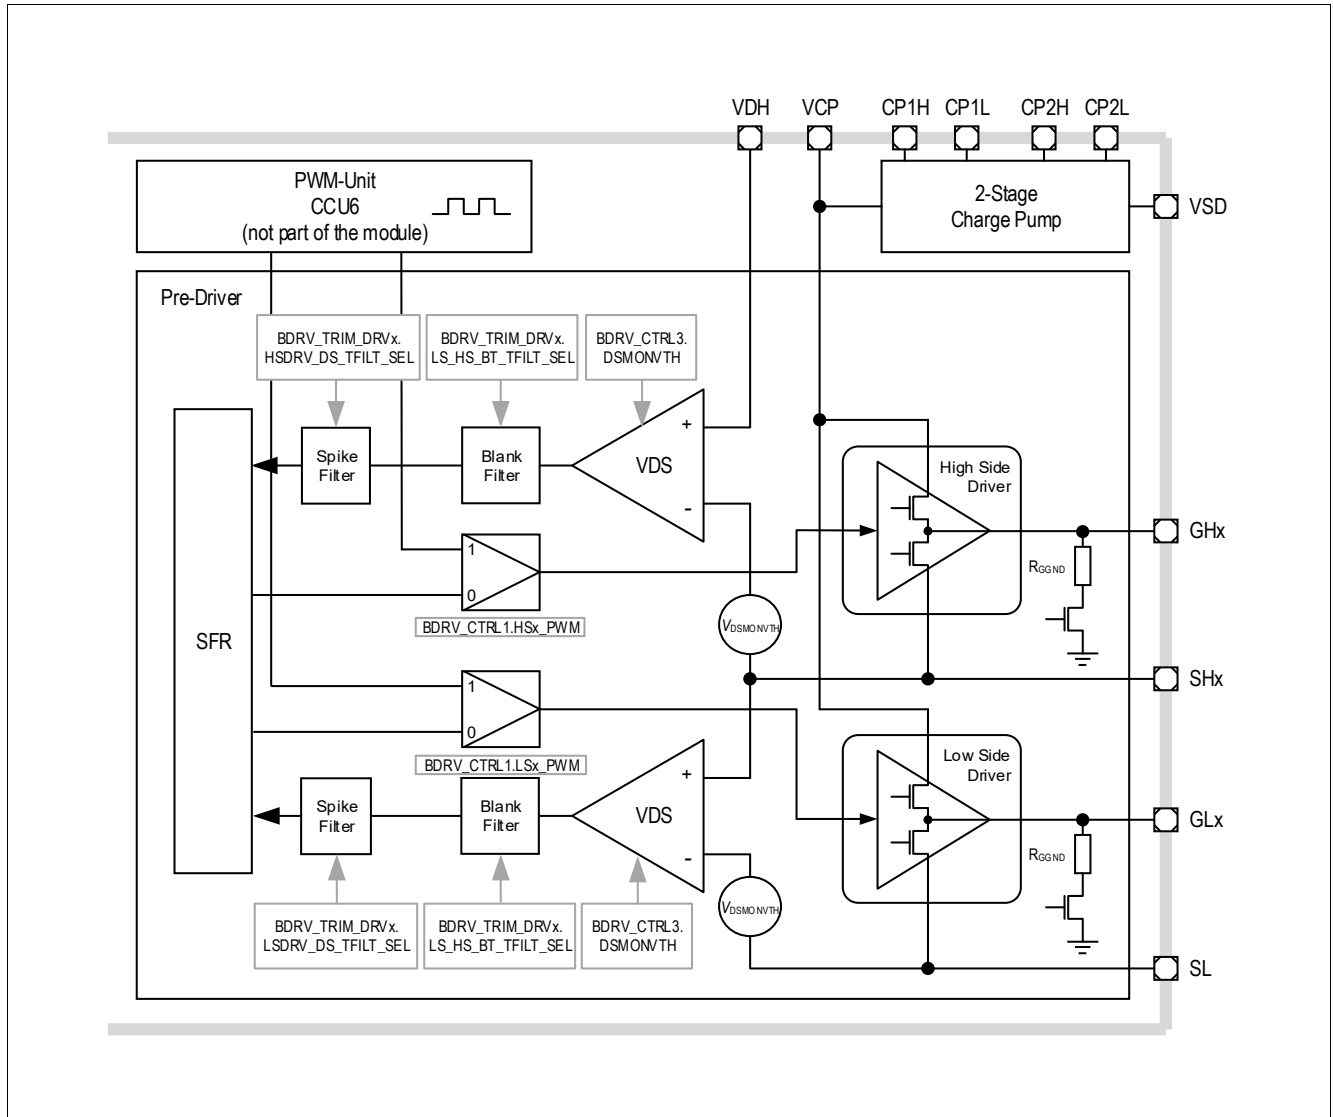 VDH
VCP
CP1H
CP1L
CP2H
CP2L
PWM-Unit
CCU6
(not part of the module)
2-Stage
Charge Pump
VSD
Pre-Driver
BDRV_TRIM_DRVx.
HSDRV_DS_TFILT_SEL
BDRV_TRIM_DRVx.
LS_HS_BT_TFILT_SEL
BDRV_CTRL3.
DSMONVTH
+
Spike
Filter
Blank
Filter
VDS
-
High Side
Driver
1
0
BDRV_CTRL1.HSx_PWM
GHx
RGGND
VDSMONVTH
SFR
SHx
1
0
BDRV_CTRL1.LSx_PWM
Low Side
Driver
+
Spike
Filter
Blank
Filter
VDS
-
GLx
RGGND
VDSMONVTH
BDRV_TRIM_DRVx.
LSDRV_DS_TFILT_SEL
BDRV_TRIM_DRVx.
LS_HS_BT_TFILT_SEL
BDRV_CTRL3.
DSMONVTH
SL